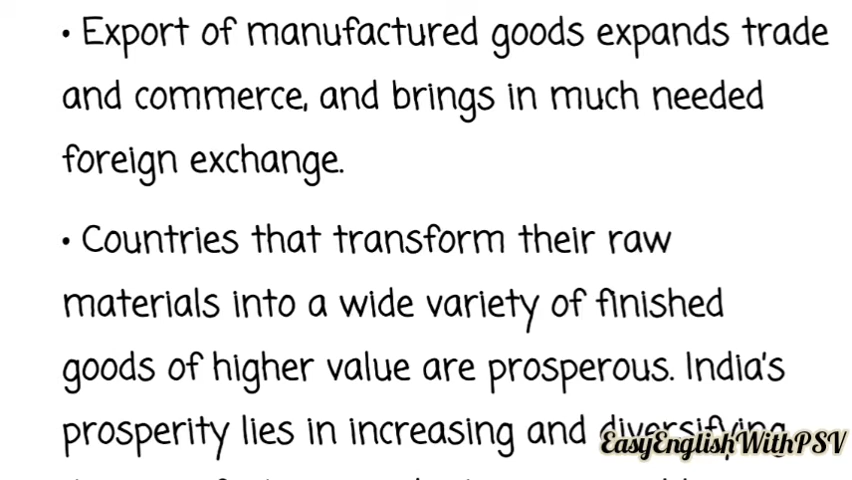 • Export of manufactured goods expands trade
and commerce, and brings in much needed
foreign exchange.
• Countries that transform their raw
materials into a wide variety of finished
goods of higher value are prosperous. India's
prosperity lies in increasing and diversifying
EasyEnglishWithPSV